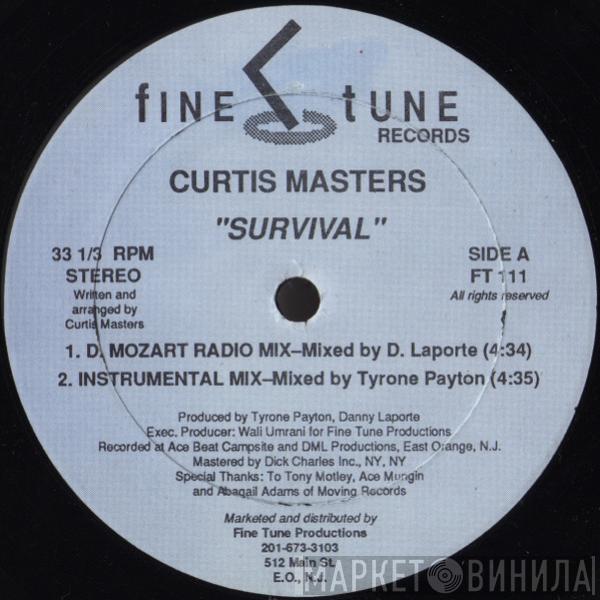 fINE tUNE
RECORDS
CURTIS MASTERS
"SURVIVAL"
33 1/3 RPM
STEREO
Written and
arranged by
Curtis Masters
SIDE A
FT 111
All rights reserved
1. D. MOZART RADIO MIX–Mixed by D. Laporte (4:34)
2. INSTRUMENTAL MIX–Mixed by Tyrone Payton (4:35)
Produced by Tyrone Payton, Danny Laporte
Exec. Producer: Wali Umrani for Fine Tune Productions
Recorded at Ace Beat Campsite and DML Productions, East Orange, N.J.
Mastered by Dick Charles Inc., NY, NY
Special Thanks: To Tony Motley, Ace Mungin
and Abagail Adams of Moving Records
Marketed and distributed by
Fine Tune Productions
201-673-3103
512 Main St.
E.O., N.J.
МАРКЕТ ВИНИЛА